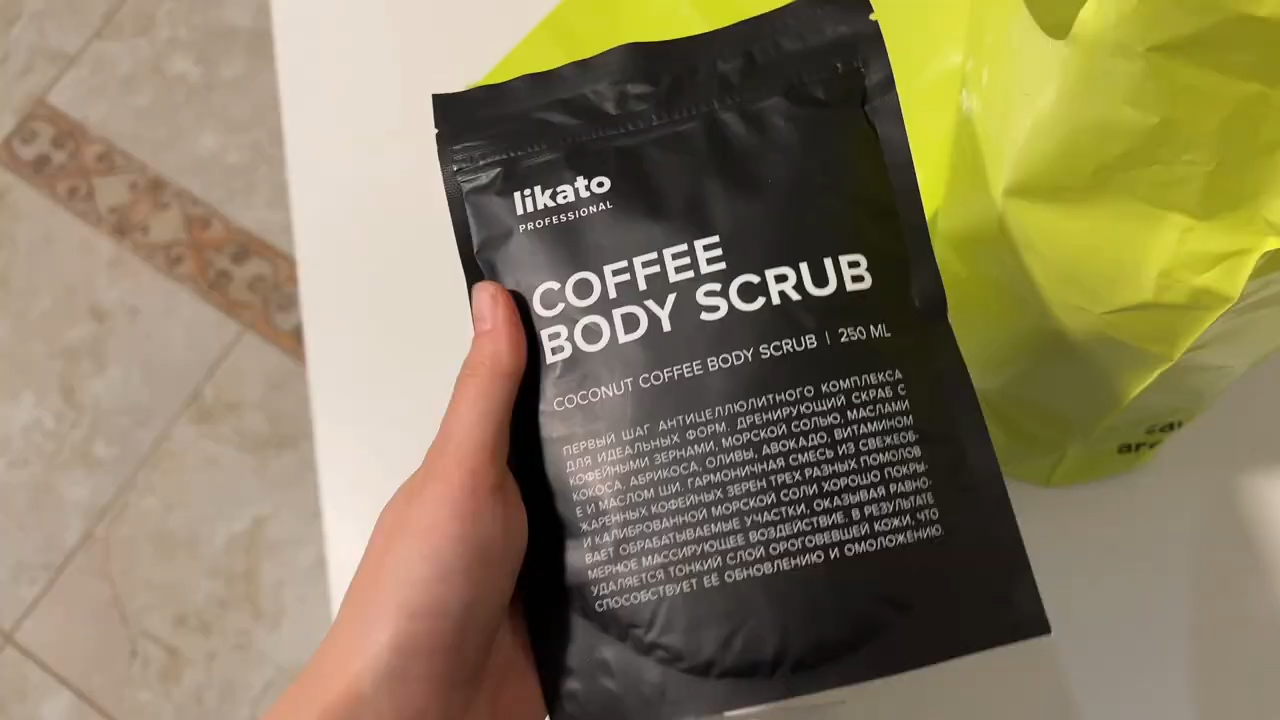 likato
PROFESSIONAL
COFFEE
BODY SCRUB
COCONUT COFFEE BODY SCRUB | 250 ML
ПЕРВЫЙ ШАГ АНТИЦЕЛЛЮЛИТНОГО КОМПЛЕКСА
ДЛЯ ИДЕАЛЬНЫХ ФОРМ. ДРЕНИРУЮЩИЙ СКРАБ С
КОФЕЙНЫМИ ЗЕРНАМИ, МОРСКОЙ СОЛЬЮ, МАСЛАМИ
КОКОСА, АБРИКОСА, ОЛИВЫ, АВОКАДО, ВИТАМИНОМ
Е И МАСЛОМ ШИ. ГАРМОНИЧНАЯ СМЕСЬ ИЗ СВЕЖЕОБ-
ЖАРЕННЫХ КОФЕЙНЫХ ЗЕРЕН ТРЕХ РАЗНЫХ ПОМОЛОВ
И КАЛИБРОВАННОЙ МОРСКОЙ СОЛИ ХОРОШО ПОКРЫ-
ВАЕТ ОБРАБАТЫВАЕМЫЕ УЧАСТКИ, ОКАЗЫВАЯ РАВНО-
МЕРНОЕ МАССИРУЮЩЕЕ ВОЗДЕЙСТВИЕ. В РЕЗУЛЬТАТЕ
УДАЛЯЕТСЯ ТОНКИЙ СЛОЙ ОРОГОВЕВШЕЙ КОЖИ, ЧТО
СПОСОБСТВУЕТ ЕЁ ОБНОВЛЕНИЮ И ОМОЛОЖЕНИЮ.